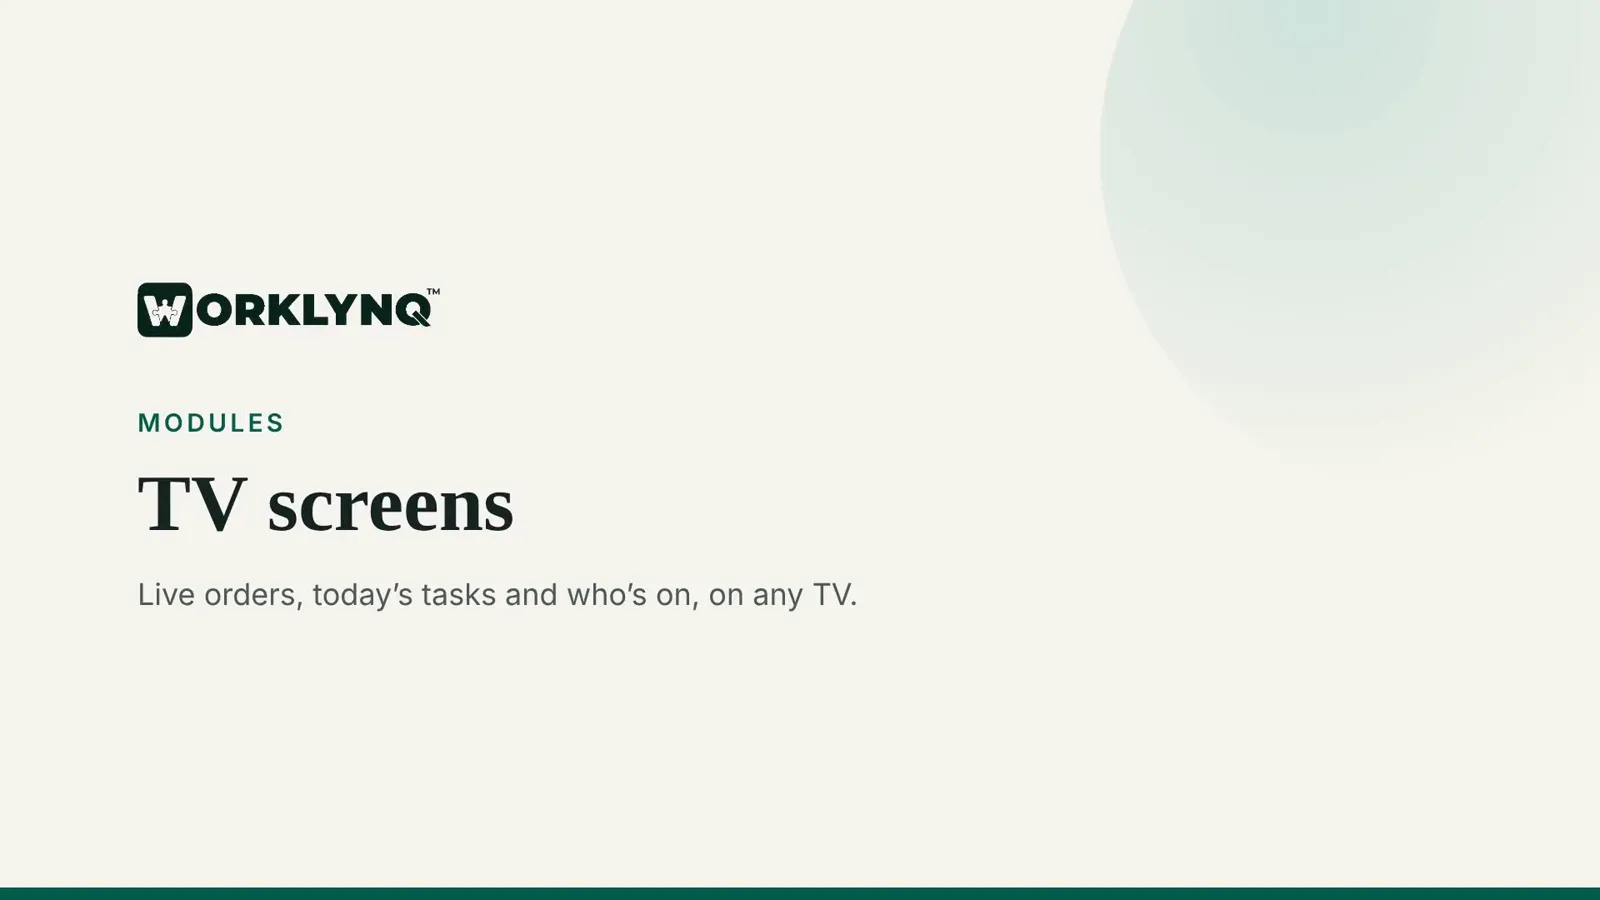 WORKLYNQ™
MODULES
TV screens
Live orders, today’s tasks and who’s on, on any TV.